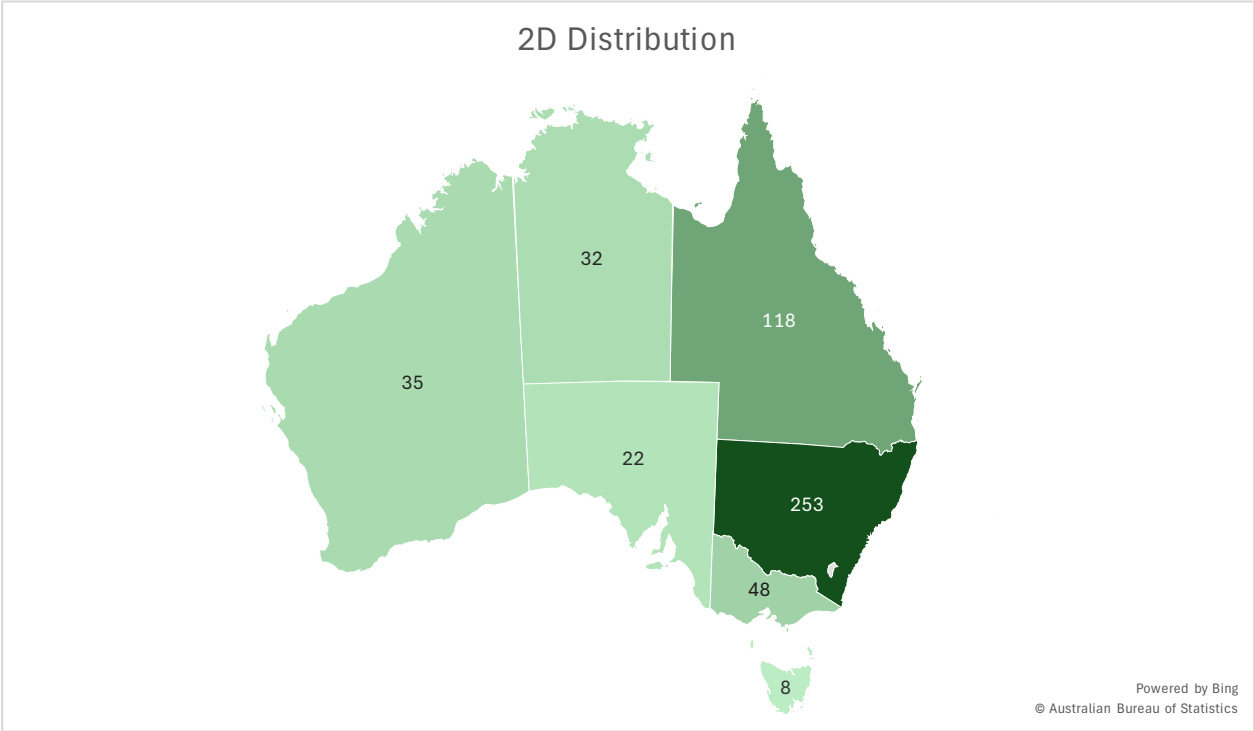 2D Distribution
32
118
35
22
253
48
8
Powered by Bing
© Australian Bureau of Statistics